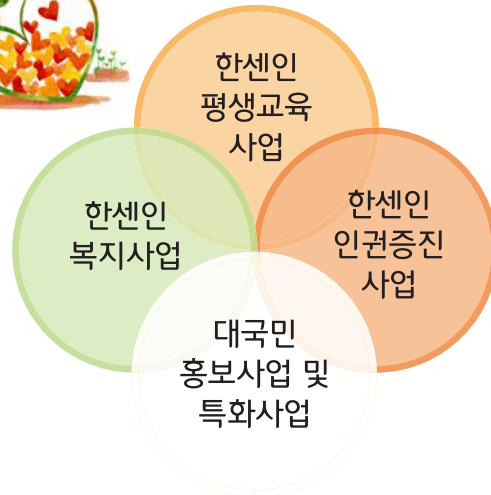 한센인
평생교육
사업
한센인
복지사업
한센인
인권증진
사업
대국민
홍보사업 및
특화사업